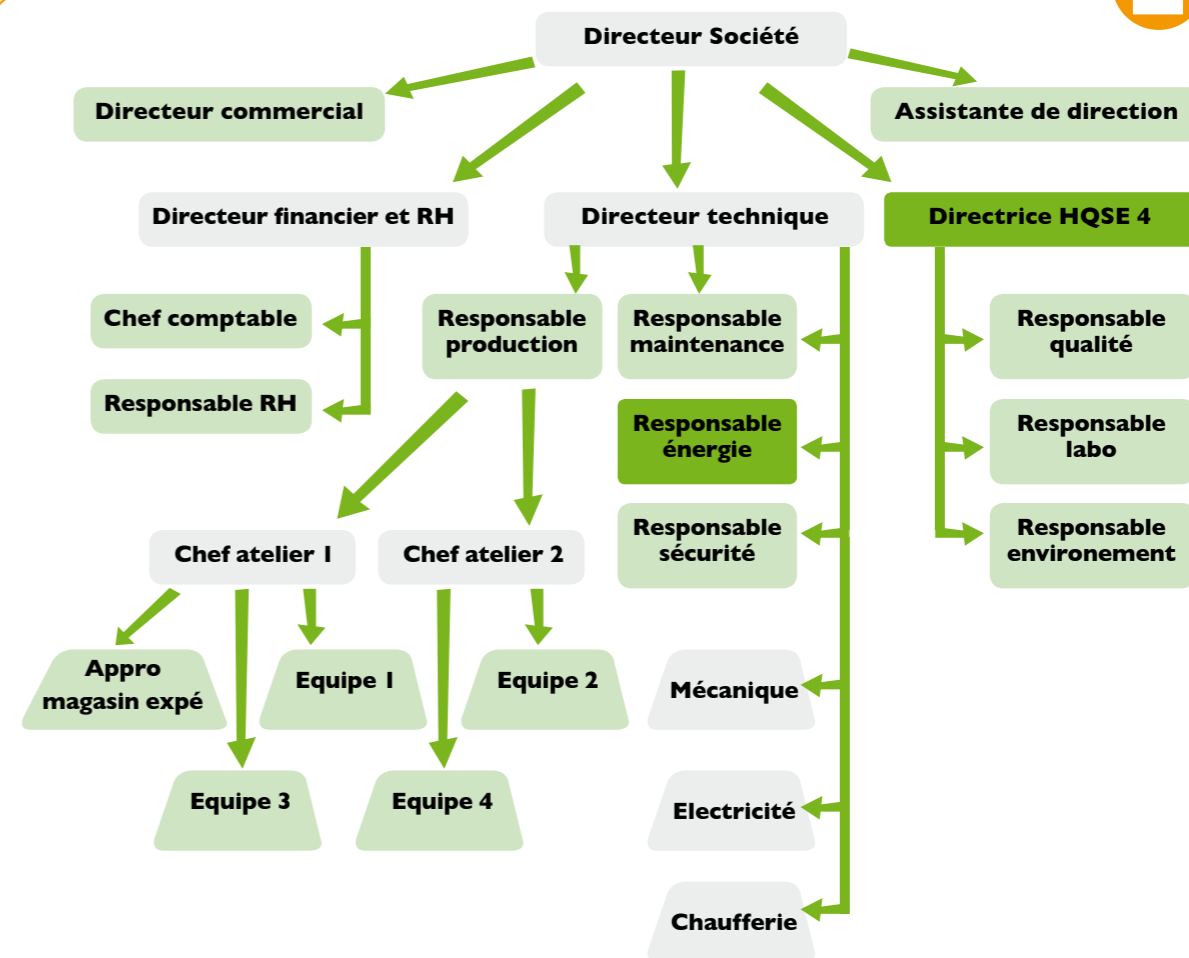 Directeur Société
Directeur commercial
Assistante de direction
Directeur financier et RH
Directeur technique
Directrice HQSE 4
Chef comptable
Responsable
production
Responsable
maintenance
Responsable
qualité
Responsable RH
Responsable
énergie
Responsable
labo
Chef atelier 1
Chef atelier 2
Responsable
sécurité
Responsable
environement
Appro
magasin expé
Equipe 1
Equipe 2
Mécanique
Equipe 3
Equipe 4
Electricité
Chaufferie